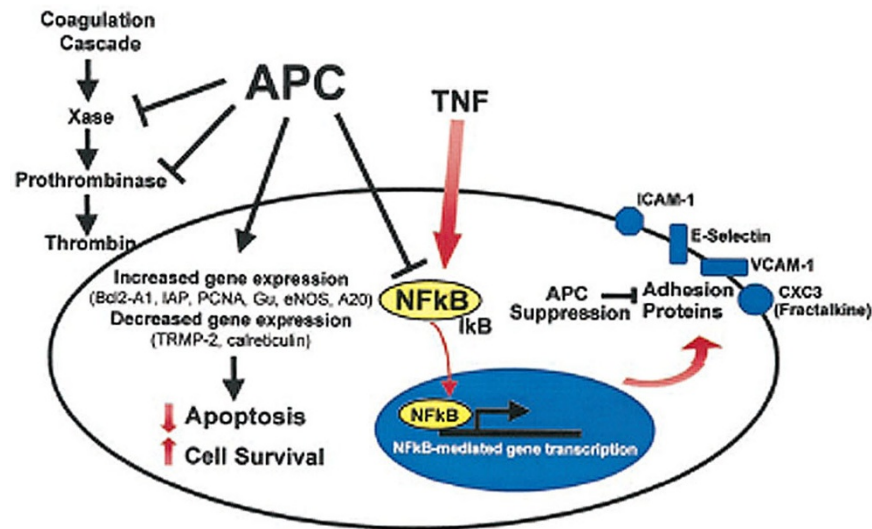 Coagulation
Cascade
Xase
Prothrombinase
Thrombin
APC
TNF
Increased gene expression
(Bcl2-A1, IAP, PCNA, Gu, eNOS, A20)
Decreased gene expression
(TRMP-2, calreticulin)
Apoptosis
Cell Survival
NFkB
IkB
NFkB
NFkB-mediated gene transcription
APC
Suppression
Adhesion
Proteins
ICAM-1
E-Selectin
VCAM-1
CXC3
(Fractalkine)